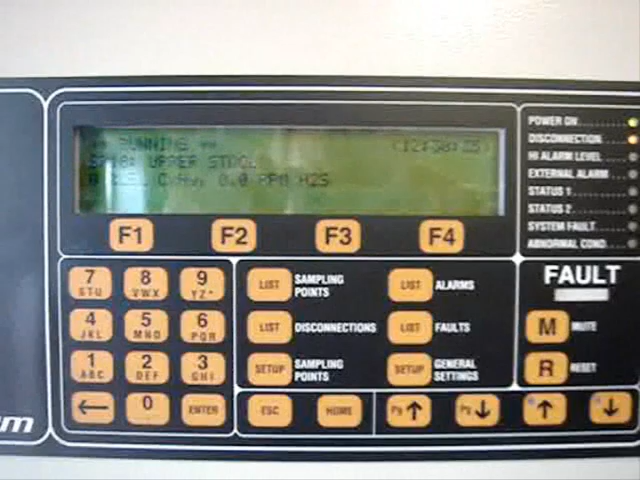 ** RUNNING **
UPPER
0.0 PPM H2S
F1 F2 F3 F4
POWER ON
DISCONNECTION
HI ALARM LEVEL
EXTERNAL ALARM
STATUS 1
STATUS 2
SYSTEM FAULT
ABNORMAL COND.
FAULT
7 8 9
STU VWX YZ*
4 5 6
JKL MNO PQR
1 2 3
ABC DEF GHI
← 0 ENTER
LIST SAMPLING POINTS
LIST ALARMS
LIST DISCONNECTIONS
LIST FAULTS
SETUP SAMPLING POINTS
SETUP GENERAL SETTINGS
ESC HOME Pg↑ Pg↓ ↑ ↓
M MUTE
R RESET
um